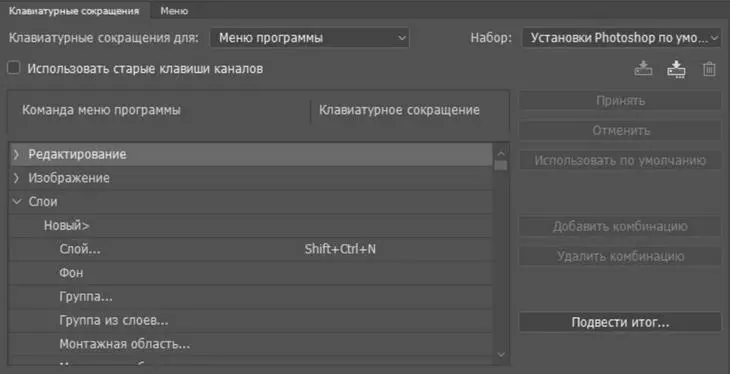 Клавиатурные сокращения Меню
Клавиатурные сокращения для: Меню программы Набор: Установки Photoshop по умо...
Использовать старые клавиши каналов
Команда меню программы Клавиатурное сокращение
Принять
Отменить
Использовать по умолчанию
Добавить комбинацию
Удалить комбинацию
Подвести итог...
Редактирование
Изображение
Слои
Новый>
Слой... Shift+Ctrl+N
Фон
Группа...
Группа из слоев...
Монтажная область...